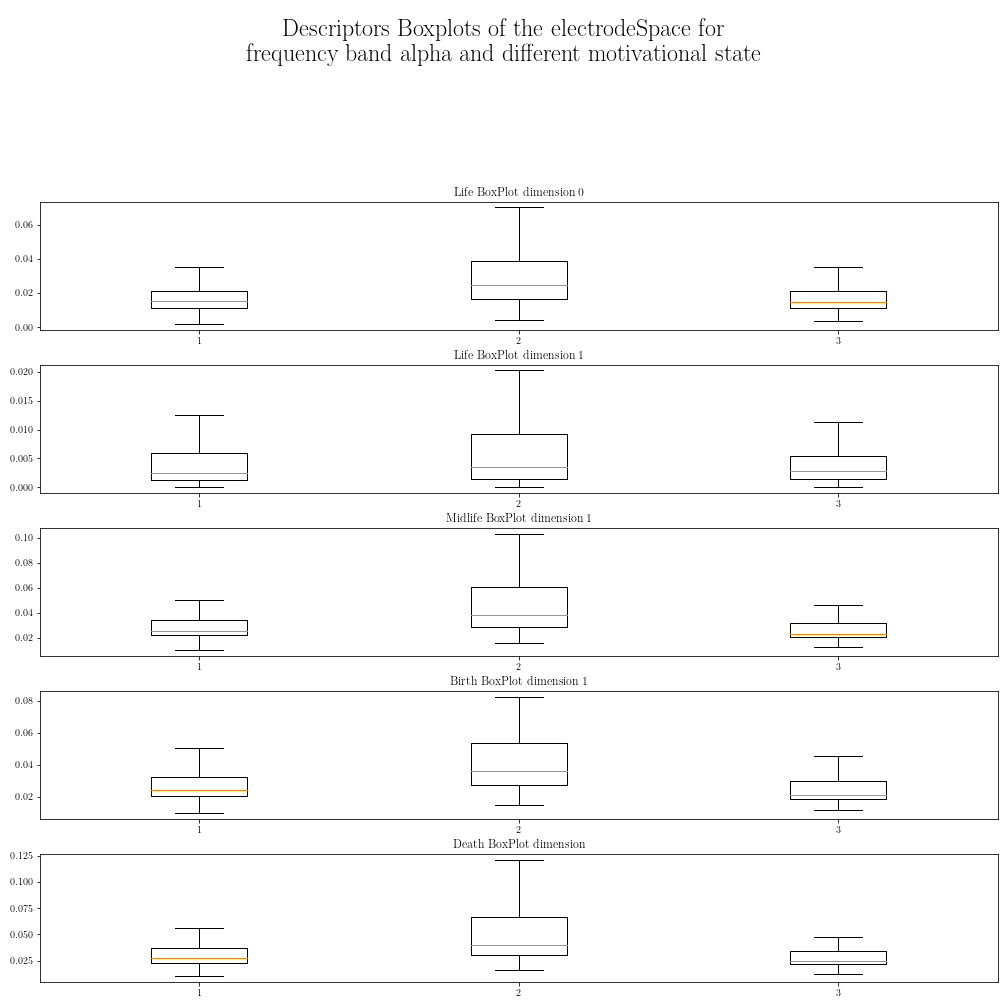 Descriptors Boxplots of the electrodeSpace for
frequency band alpha and different motivational state
Life BoxPlot dimension 0
0.06
0.04
0.02
0.00
1 2 3
Life BoxPlot dimension 1
0.020
0.015
0.010
0.005
0.000
1 2 3
Midlife BoxPlot dimension 1
0.10
0.08
0.06
0.04
0.02
1 2 3
Birth BoxPlot dimension 1
0.08
0.06
0.04
0.02
1 2 3
Death BoxPlot dimension
0.125
0.100
0.075
0.050
0.025
1 2 3